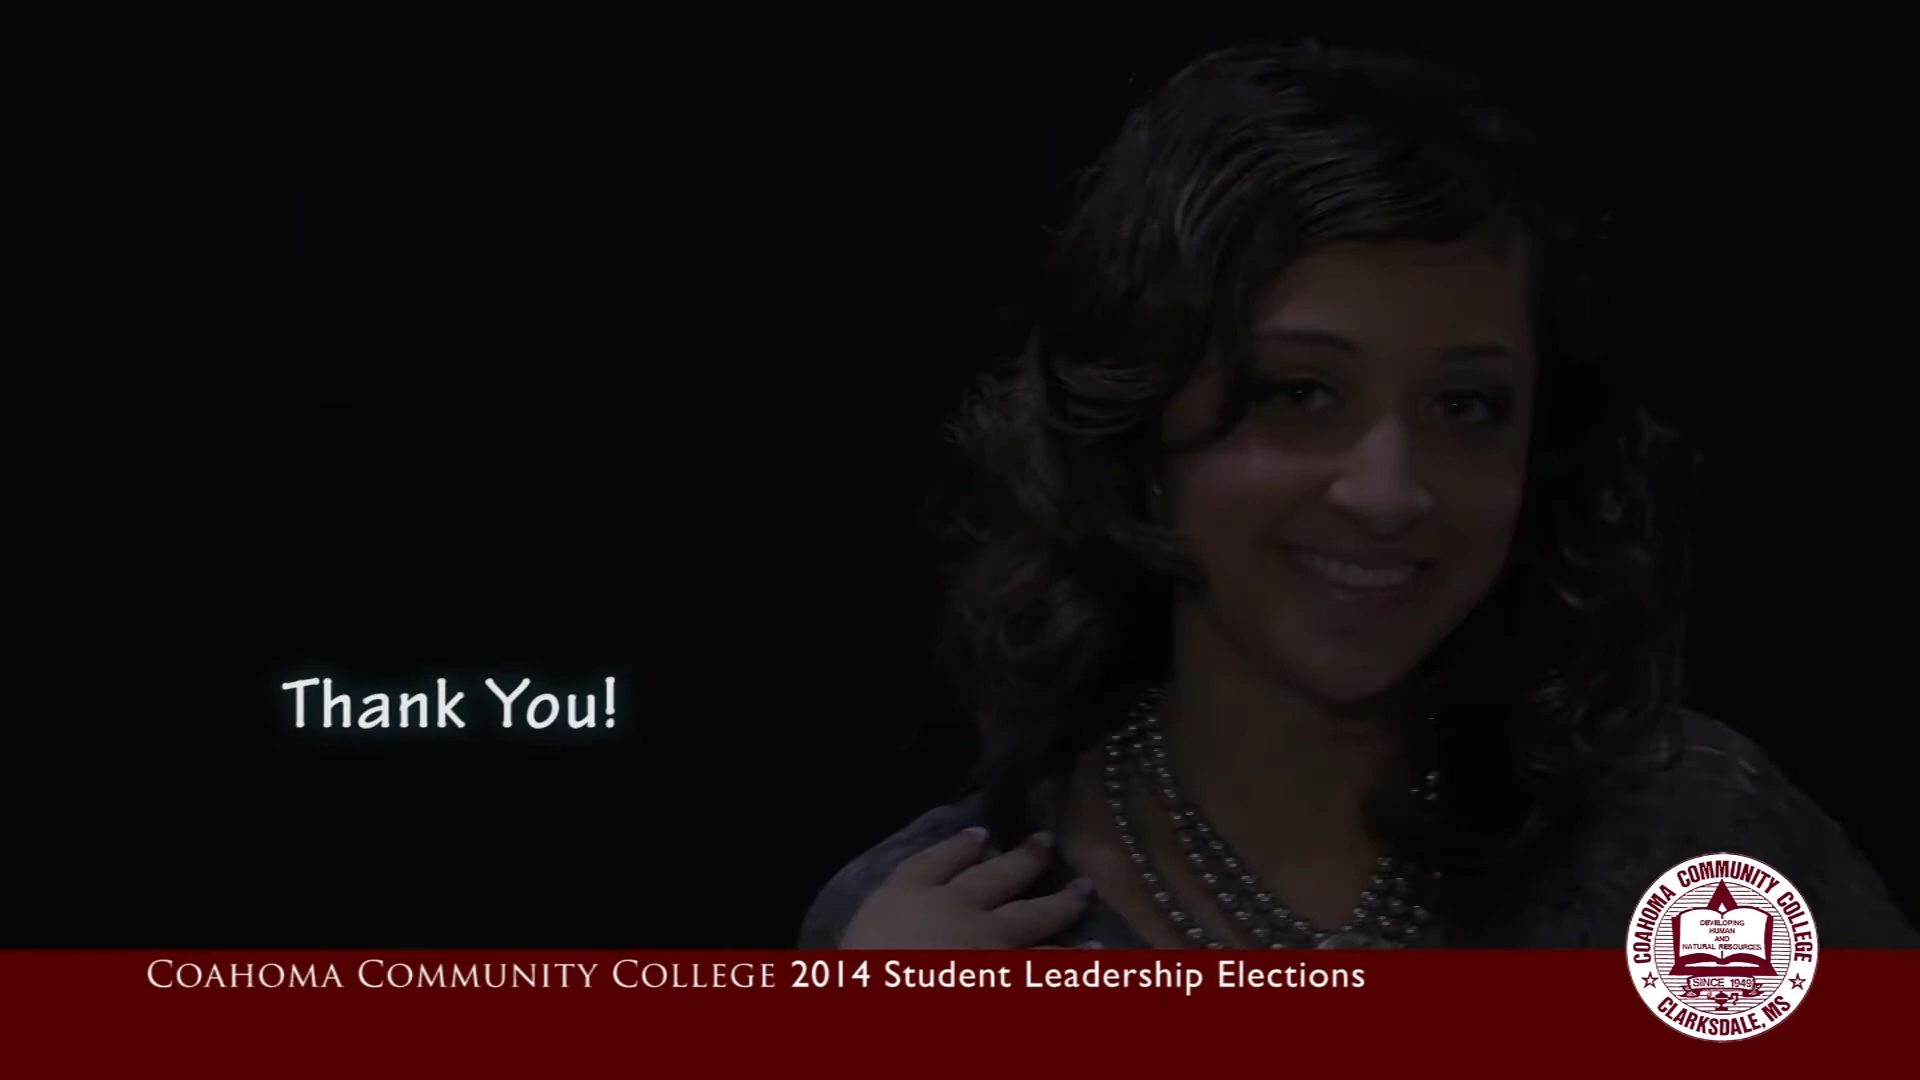 Thank You!
COAHOMA COMMUNITY COLLEGE 2014 Student Leadership Elections
COAHOMA COMMUNITY COLLEGE
DEVELOPING
HUMAN
AND
NATURAL RESOURCES
SINCE 1949
CLARKSDALE, MS